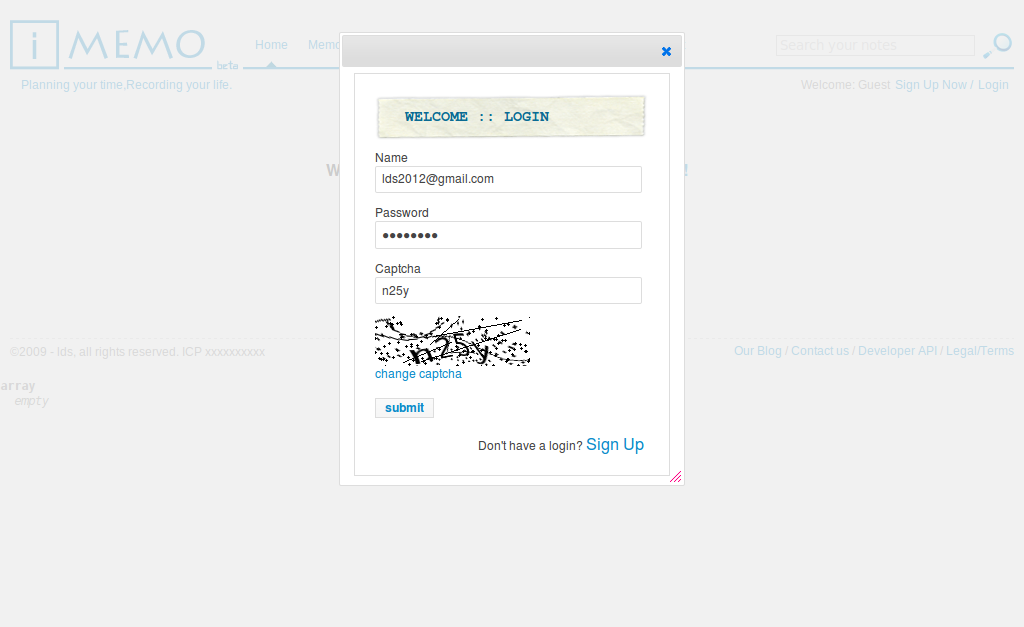 i MEMO beta
Home
Search your notes
Planning your time,Recording your life.
Welcome: Guest Sign Up Now / Login
WELCOME :: LOGIN
Name
lds2012@gmail.com
Password
●●●●●●●●
Captcha
n25y
n25y
change captcha
submit
Don't have a login? Sign Up
©2009 - lds, all rights reserved. ICP xxxxxxxxxx
Our Blog / Contact us / Developer API / Legal/Terms
array
empty